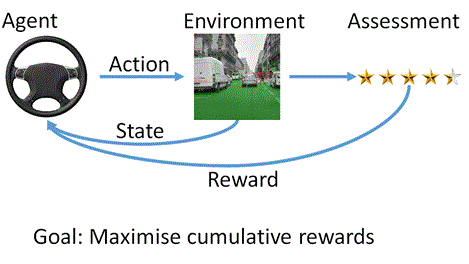 Agent
Environment
Assessment
Action
State
Reward
Goal: Maximise cumulative rewards